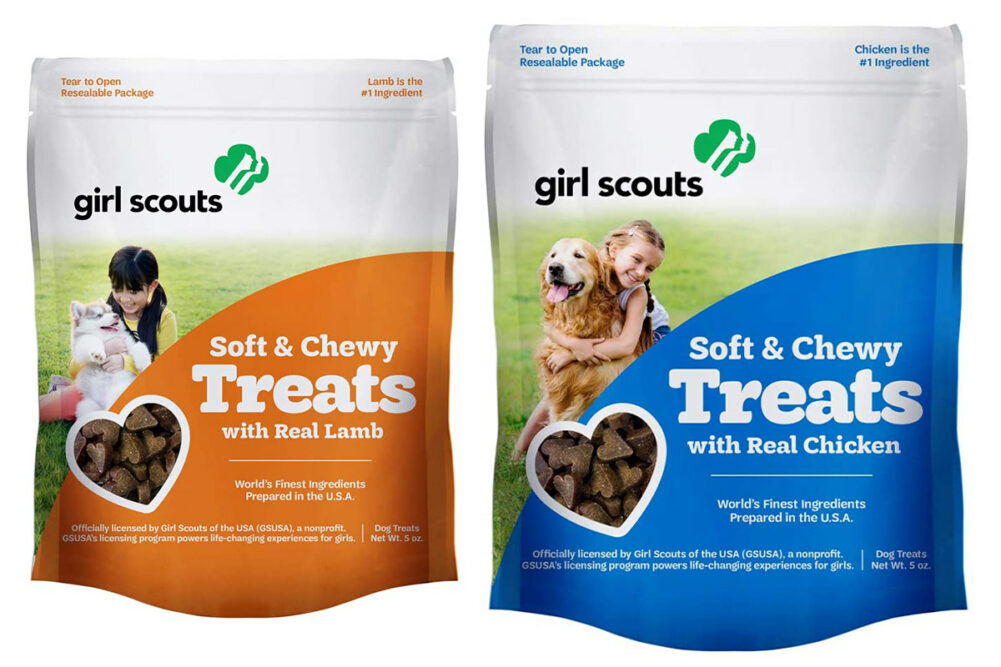 Tear to Open
Resealable Package
Lamb is the
#1 Ingredient
girl scouts
Soft & Chewy
Treats
with Real Lamb
World's Finest Ingredients
Prepared in the U.S.A.
Officially licensed by Girl Scouts of the USA (GSUSA), a nonprofit.
GSUSA's licensing program powers life-changing experiences for girls.
Dog Treats
Net Wt. 5 oz.
Tear to Open
Resealable Package
Chicken is the
#1 Ingredient
girl scouts
Soft & Chewy
Treats
with Real Chicken
World's Finest Ingredients
Prepared in the U.S.A.
Officially licensed by Girl Scouts of the USA (GSUSA), a nonprofit.
GSUSA's licensing program powers life-changing experiences for girls.
Dog Treats
Net Wt. 5 oz.